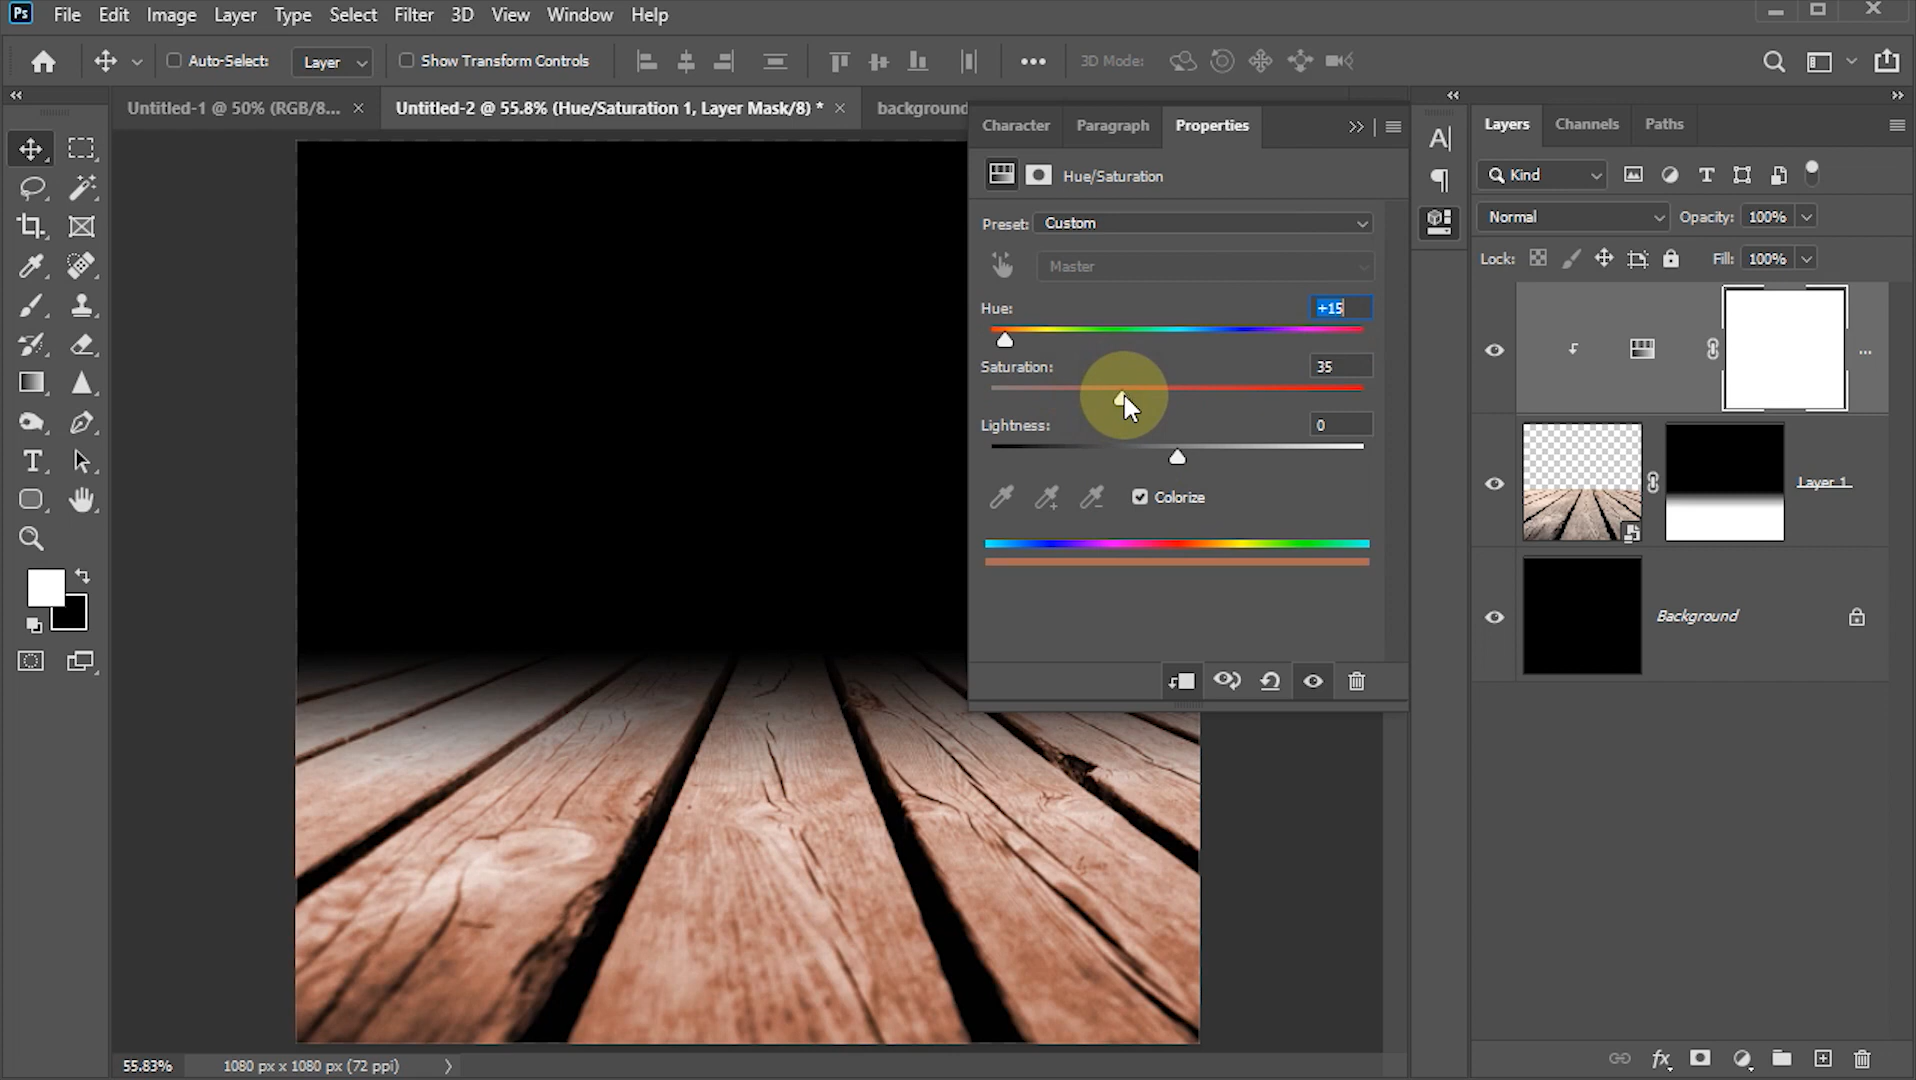 Ps File Edit Image Layer Type Select Filter 3D View Window Help
Auto-Select: Layer Show Transform Controls 3D Mode:
Untitled-1 @ 50% (RGB/8... × Untitled-2 @ 55.8% (Hue/Saturation 1, Layer Mask/8) * × background
Character Paragraph Properties
Layers Channels Paths
Hue/Saturation
Kind
Preset: Custom
Normal Opacity: 100%
Master
Lock: Fill: 100%
Hue: +15
Saturation: 35
Lightness: 0
Colorize
Layer 1
Background
55.83% 1080 px x 1080 px (72 ppi)